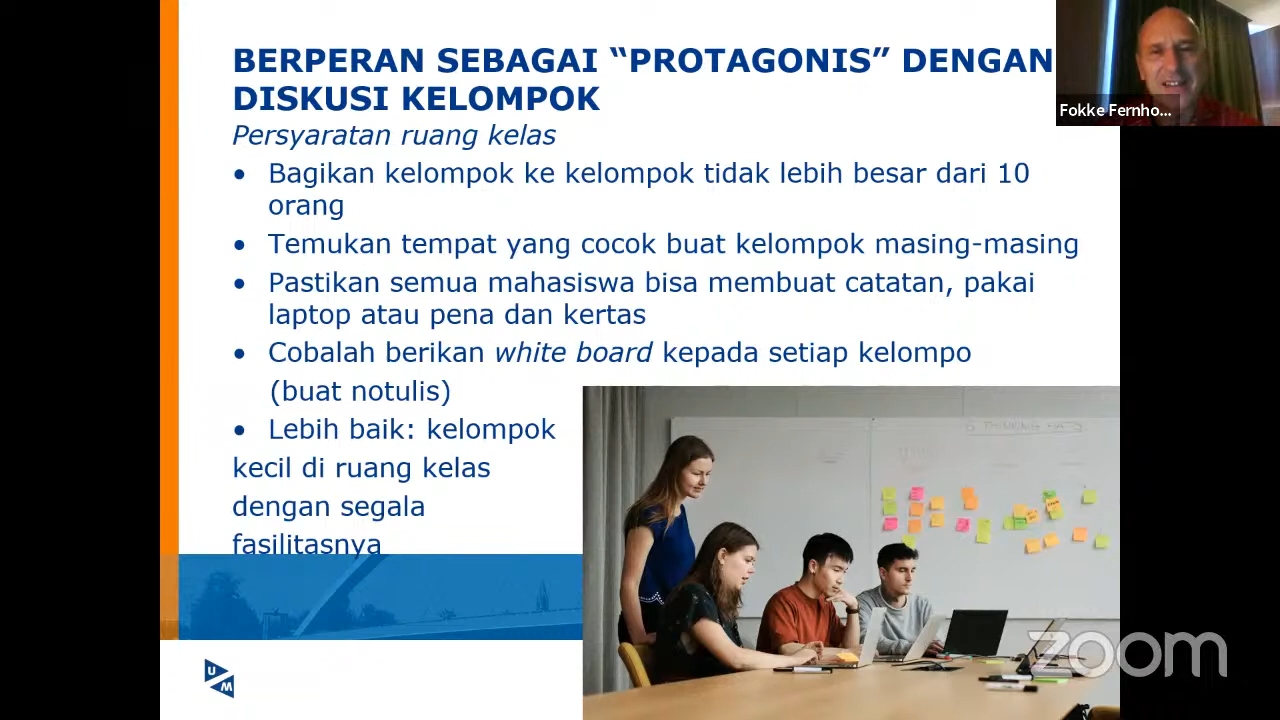 BERPERAN SEBAGAI “PROTAGONIS” DENGAN
DISKUSI KELOMPOK
Persyaratan ruang kelas
• Bagikan kelompok ke kelompok tidak lebih besar dari 10
orang
• Temukan tempat yang cocok buat kelompok masing-masing
• Pastikan semua mahasiswa bisa membuat catatan, pakai
laptop atau pena dan kertas
• Cobalah berikan white board kepada setiap kelompo
(buat notulis)
• Lebih baik: kelompok
kecil di ruang kelas
dengan segala
fasilitasnya
Fokke Fernho...
6 THINKING HATS
zoom
U
M